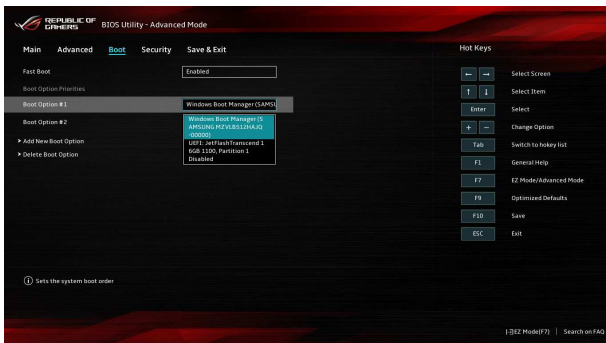 REPUBLIC OF
GAMERS
BIOS Utility - Advanced Mode
Main Advanced Boot Security Save & Exit
Hot Keys
Fast Boot Enabled
Boot Option Priorities
Boot Option #1 Windows Boot Manager (SAMSU
Windows Boot Manager (S
AMSUNG MZVLB512HAJQ
-00000)
UEFI: JetFlashTranscend 1
6GB 1100, Partition 1
Disabled
Boot Option #2
> Add New Boot Option
> Delete Boot Option
← → Select Screen
↑ ↓ Select Item
Enter Select
+ − Change Option
Tab Switch to hokey list
F1 General Help
F7 EZ Mode/Advanced Mode
F9 Optimized Defaults
F10 Save
ESC Exit
i Sets the system boot order
EZ Mode(F7) | Search on FAQ